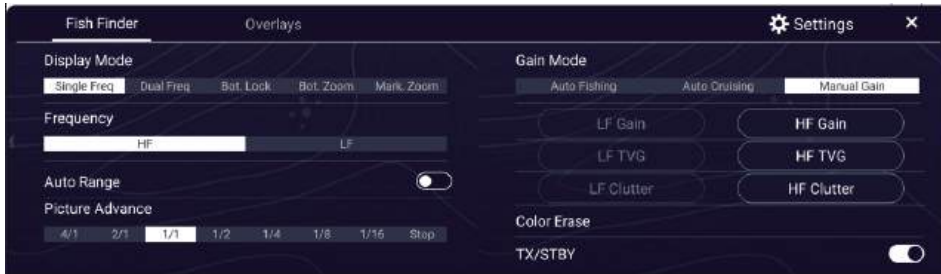 Fish Finder Overlays Settings ×
Display Mode
Single Freq Dual Freq Bot. Lock Bot. Zoom Mark. Zoom
Frequency
HF LF
Auto Range
Picture Advance
4/1 2/1 1/1 1/2 1/4 1/8 1/16 Stop
Gain Mode
Auto Fishing Auto Cruising Manual Gain
LF Gain HF Gain
LF TVG HF TVG
LF Clutter HF Clutter
Color Erase
TX/STBY